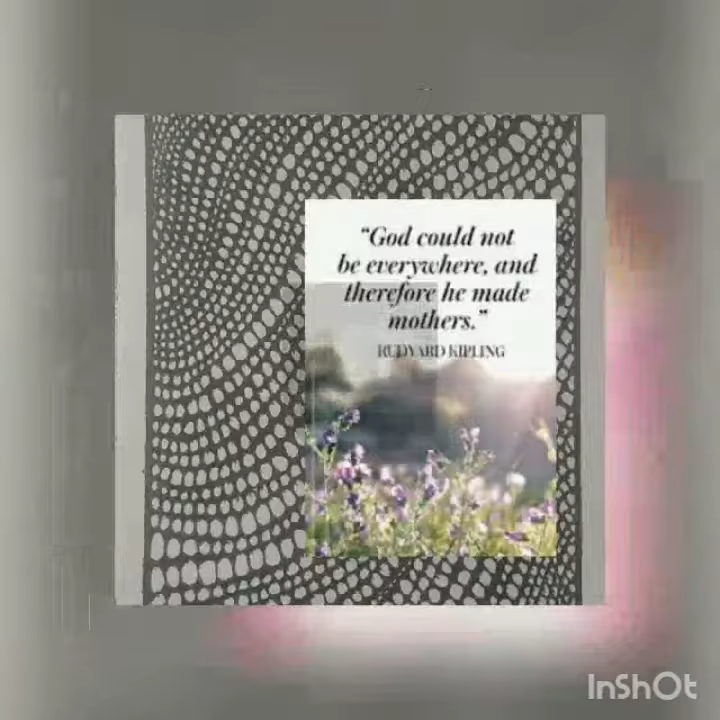 “God could not
be everywhere, and
therefore he made
mothers.”
RUDYARD KIPLING
InShOt